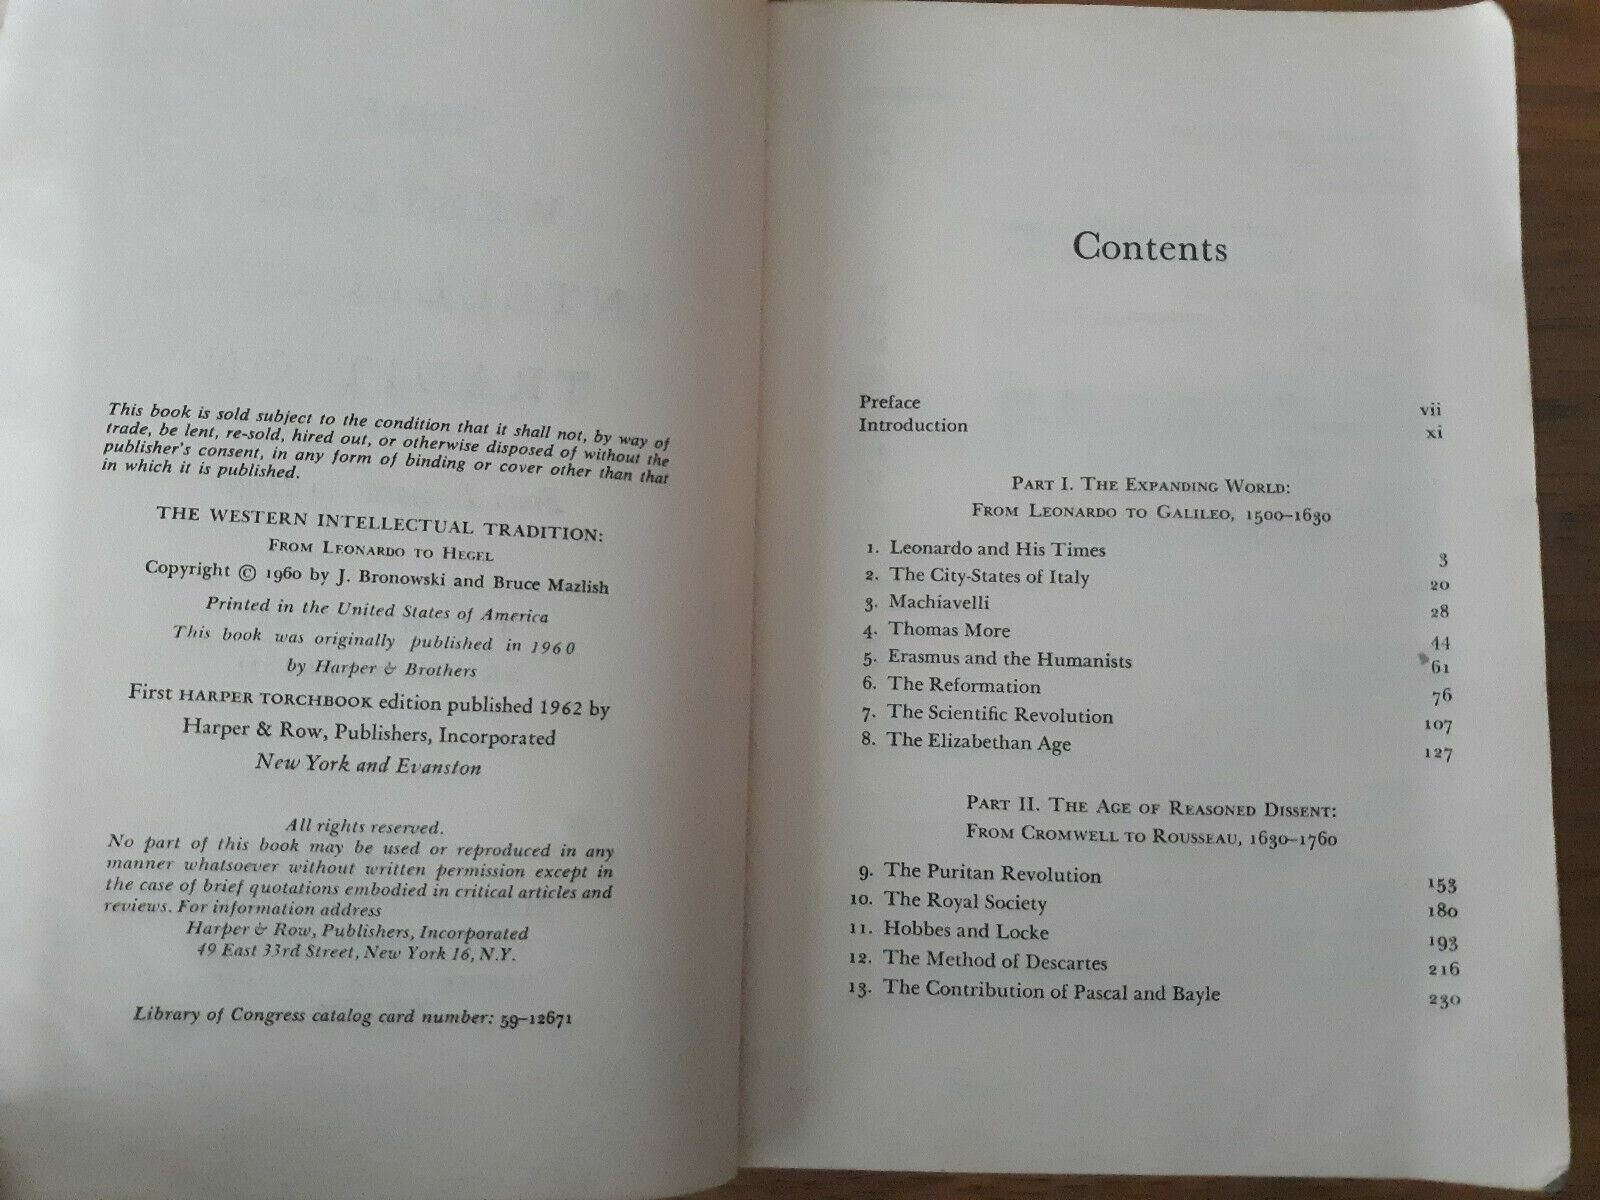 This book is sold subject to the condition that it shall not, by way of
trade, be lent, re-sold, hired out, or otherwise disposed of without the
publisher's consent, in any form of binding or cover other than that
in which it is published.
THE WESTERN INTELLECTUAL TRADITION:
FROM LEONARDO TO HEGEL
Copyright © 1960 by J. Bronowski and Bruce Mazlish
Printed in the United States of America
This book was originally published in 1960
by Harper & Brothers
First HARPER TORCHBOOK edition published 1962 by
Harper & Row, Publishers, Incorporated
New York and Evanston
All rights reserved.
No part of this book may be used or reproduced in any
manner whatsoever without written permission except in
the case of brief quotations embodied in critical articles and
reviews. For information address
Harper & Row, Publishers, Incorporated
49 East 33rd Street, New York 16, N.Y.
Library of Congress catalog card number: 59-12671
Contents
Preface vii
Introduction xi
PART I. THE EXPANDING WORLD:
FROM LEONARDO TO GALILEO, 1500–1630
1. Leonardo and His Times 3
2. The City-States of Italy 20
3. Machiavelli 28
4. Thomas More 44
5. Erasmus and the Humanists 61
6. The Reformation 76
7. The Scientific Revolution 107
8. The Elizabethan Age 127
PART II. THE AGE OF REASONED DISSENT:
FROM CROMWELL TO ROUSSEAU, 1630–1760
9. The Puritan Revolution 153
10. The Royal Society 180
11. Hobbes and Locke 193
12. The Method of Descartes 216
13. The Contribution of Pascal and Bayle 230